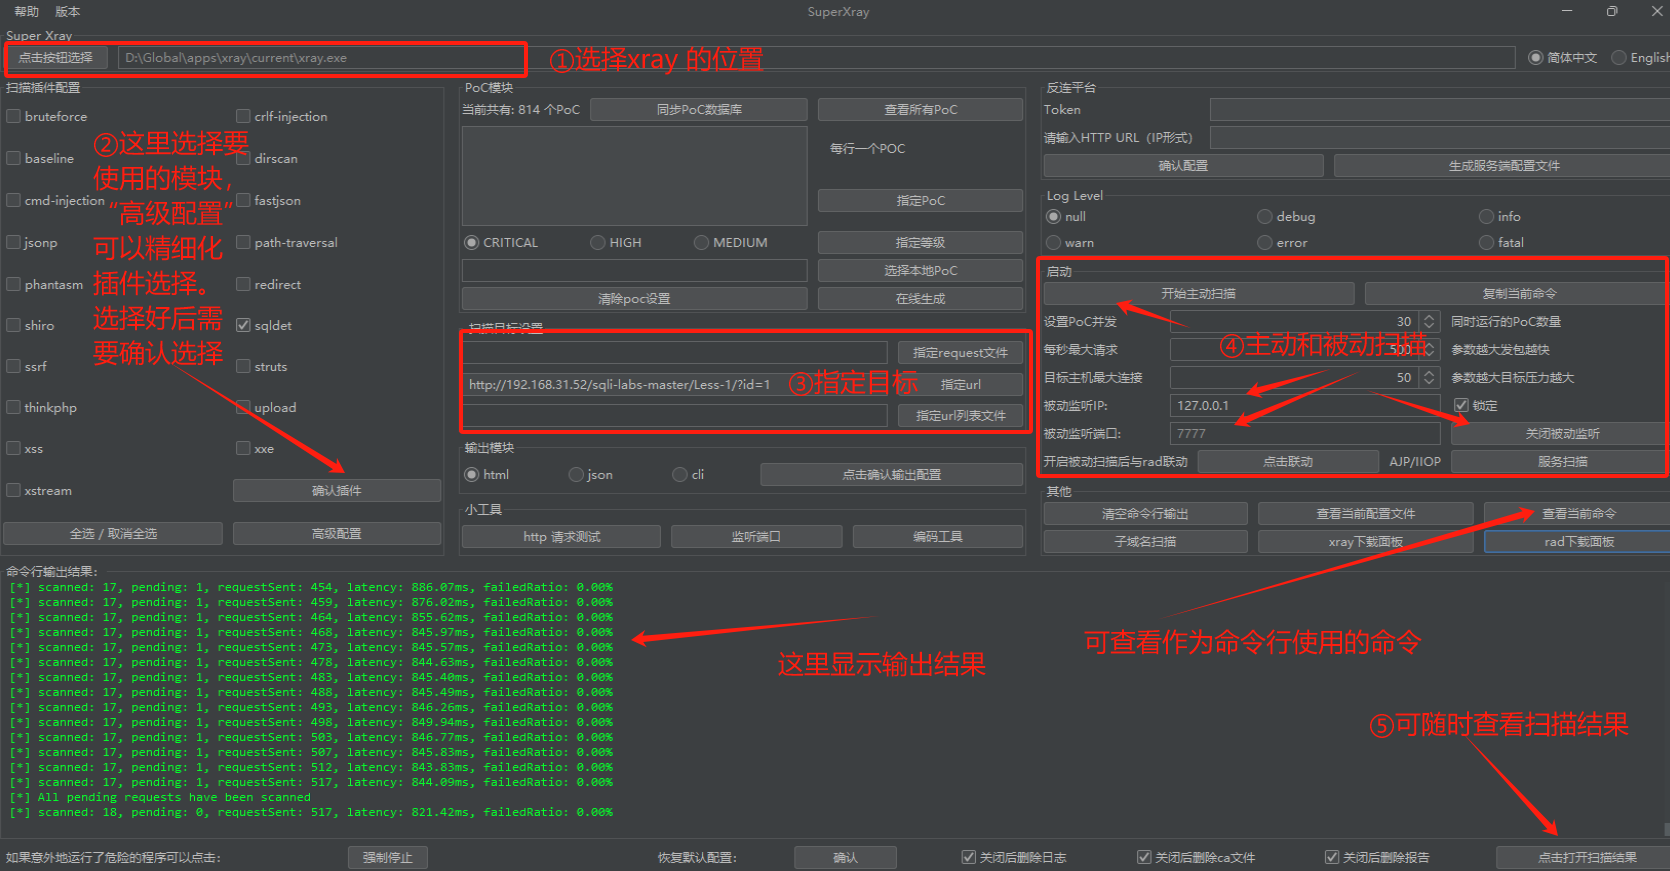 帮助 版本 SuperXray
Super Xray
点击按钮选择 D:\Global\apps\xray\current\xray.exe ①选择xray 的位置 简体中文 English
扫描插件配置
bruteforce crlf-injection
baseline dirscan
cmd-injection fastjson
jsonp path-traversal
phantasm redirect
shiro sqldet
ssrf struts
thinkphp upload
xss xxe
xstream 确认插件
全选 / 取消全选 高级配置
②这里选择要
使用的模块，
“高级配置”
可以精细化
插件选择。
选择好后需
要确认选择
PoC模块
当前共有: 814 个PoC 同步PoC数据库 查看所有PoC
每行一个POC
指定PoC
CRITICAL HIGH MEDIUM 指定等级
选择本地PoC
清除poc设置 在线生成
扫描目标设置
指定request文件
http://192.168.31.52/sqli-labs-master/Less-1/?id=1 ③指定目标 指定url
指定url列表文件
输出模块
html json cli 点击确认输出配置
小工具
http 请求测试 监听端口 编码工具
反连平台
Token
请输入HTTP URL（IP形式）
确认配置 生成服务端配置文件
Log Level
null debug info
warn error fatal
启动
开始主动扫描 复制当前命令
设置PoC并发 30 同时运行的PoC数量
每秒最大请求 500 参数越大发包越快
④主动和被动扫描
目标主机最大连接 50 参数越大目标压力越大
被动监听IP: 127.0.0.1 锁定
被动监听端口: 7777 关闭被动监听
开启被动扫描后与rad联动 点击联动 AJP/IIOP 服务扫描
其他
清空命令行输出 查看当前配置文件 查看当前命令
子域名扫描 xray下载面板 rad下载面板
命令行输出结果:
[*] scanned: 17, pending: 1, requestSent: 454, latency: 886.07ms, failedRatio: 0.00%
[*] scanned: 17, pending: 1, requestSent: 459, latency: 876.02ms, failedRatio: 0.00%
[*] scanned: 17, pending: 1, requestSent: 464, latency: 855.62ms, failedRatio: 0.00%
[*] scanned: 17, pending: 1, requestSent: 468, latency: 845.97ms, failedRatio: 0.00%
[*] scanned: 17, pending: 1, requestSent: 473, latency: 845.57ms, failedRatio: 0.00%
[*] scanned: 17, pending: 1, requestSent: 478, latency: 844.63ms, failedRatio: 0.00%
[*] scanned: 17, pending: 1, requestSent: 483, latency: 845.40ms, failedRatio: 0.00%
[*] scanned: 17, pending: 1, requestSent: 488, latency: 845.49ms, failedRatio: 0.00%
[*] scanned: 17, pending: 1, requestSent: 493, latency: 846.26ms, failedRatio: 0.00%
[*] scanned: 17, pending: 1, requestSent: 498, latency: 849.94ms, failedRatio: 0.00%
[*] scanned: 17, pending: 1, requestSent: 503, latency: 846.77ms, failedRatio: 0.00%
[*] scanned: 17, pending: 1, requestSent: 507, latency: 845.83ms, failedRatio: 0.00%
[*] scanned: 17, pending: 1, requestSent: 512, latency: 843.83ms, failedRatio: 0.00%
[*] scanned: 17, pending: 1, requestSent: 517, latency: 844.09ms, failedRatio: 0.00%
[*] All pending requests have been scanned
[*] scanned: 18, pending: 0, requestSent: 517, latency: 821.42ms, failedRatio: 0.00%
这里显示输出结果
可查看作为命令行使用的命令
⑤可随时查看扫描结果
如果意外地运行了危险的程序可以点击: 强制停止 恢复默认配置: 确认 关闭后删除日志 关闭后删除ca文件 关闭后删除报告 点击打开扫描结果